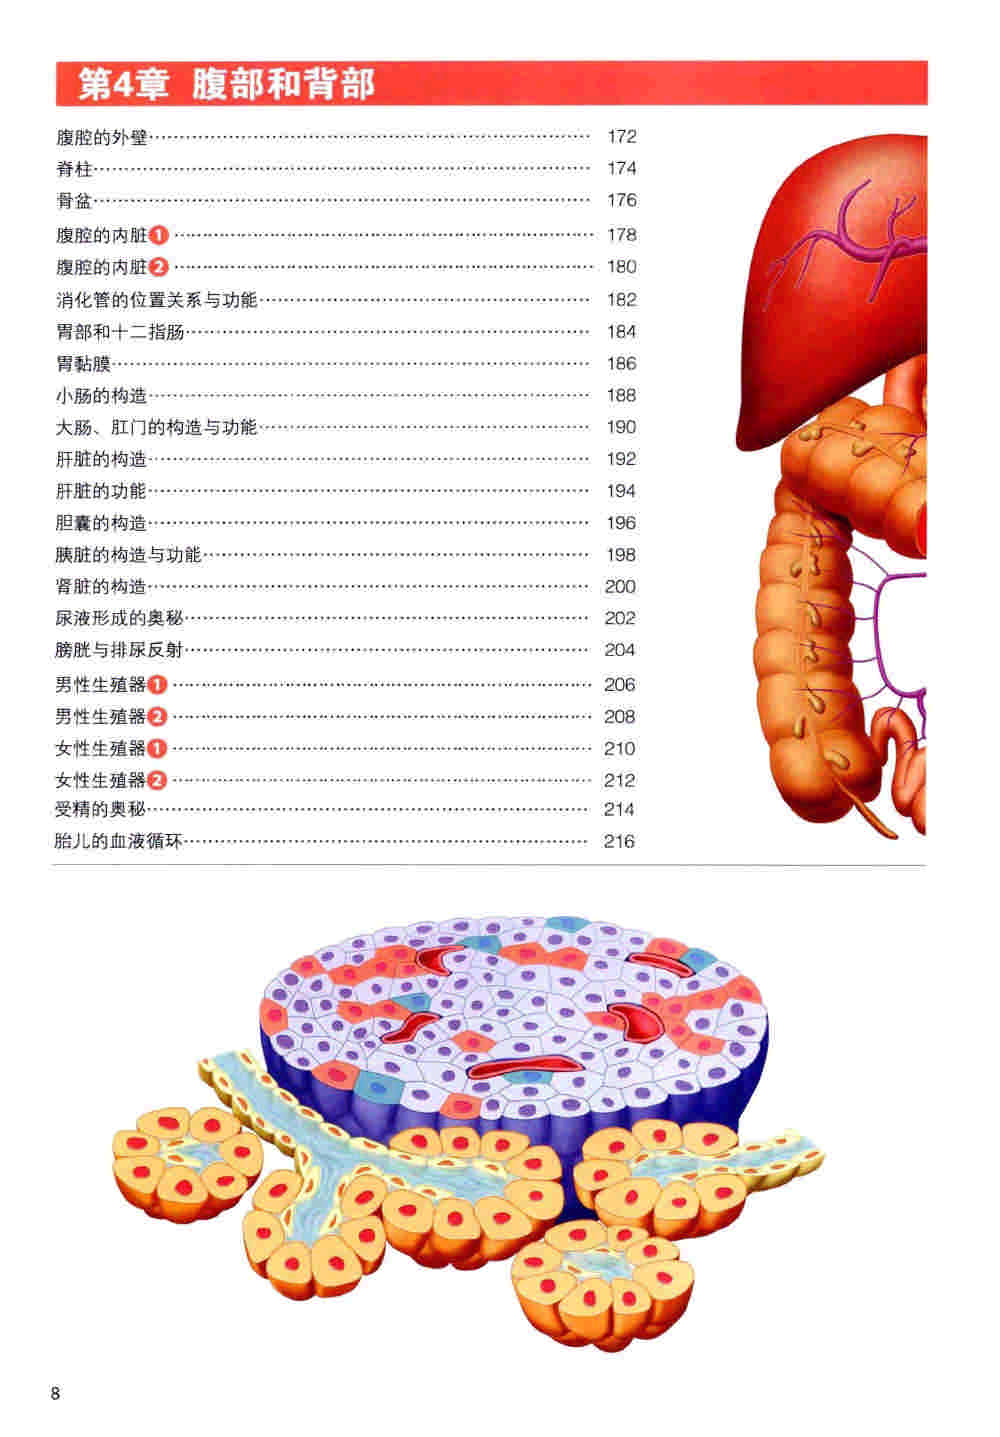 第4章 腹部和背部
腹腔的外壁 172
脊柱 174
骨盆 176
腹腔的内脏❶ 178
腹腔的内脏❷ 180
消化管的位置关系与功能 182
胃部和十二指肠 184
胃黏膜 186
小肠的构造 188
大肠、肛门的构造与功能 190
肝脏的构造 192
肝脏的功能 194
胆囊的构造 196
胰脏的构造与功能 198
肾脏的构造 200
尿液形成的奥秘 202
膀胱与排尿反射 204
男性生殖器❶ 206
男性生殖器❷ 208
女性生殖器❶ 210
女性生殖器❷ 212
受精的奥秘 214
胎儿的血液循环 216
8